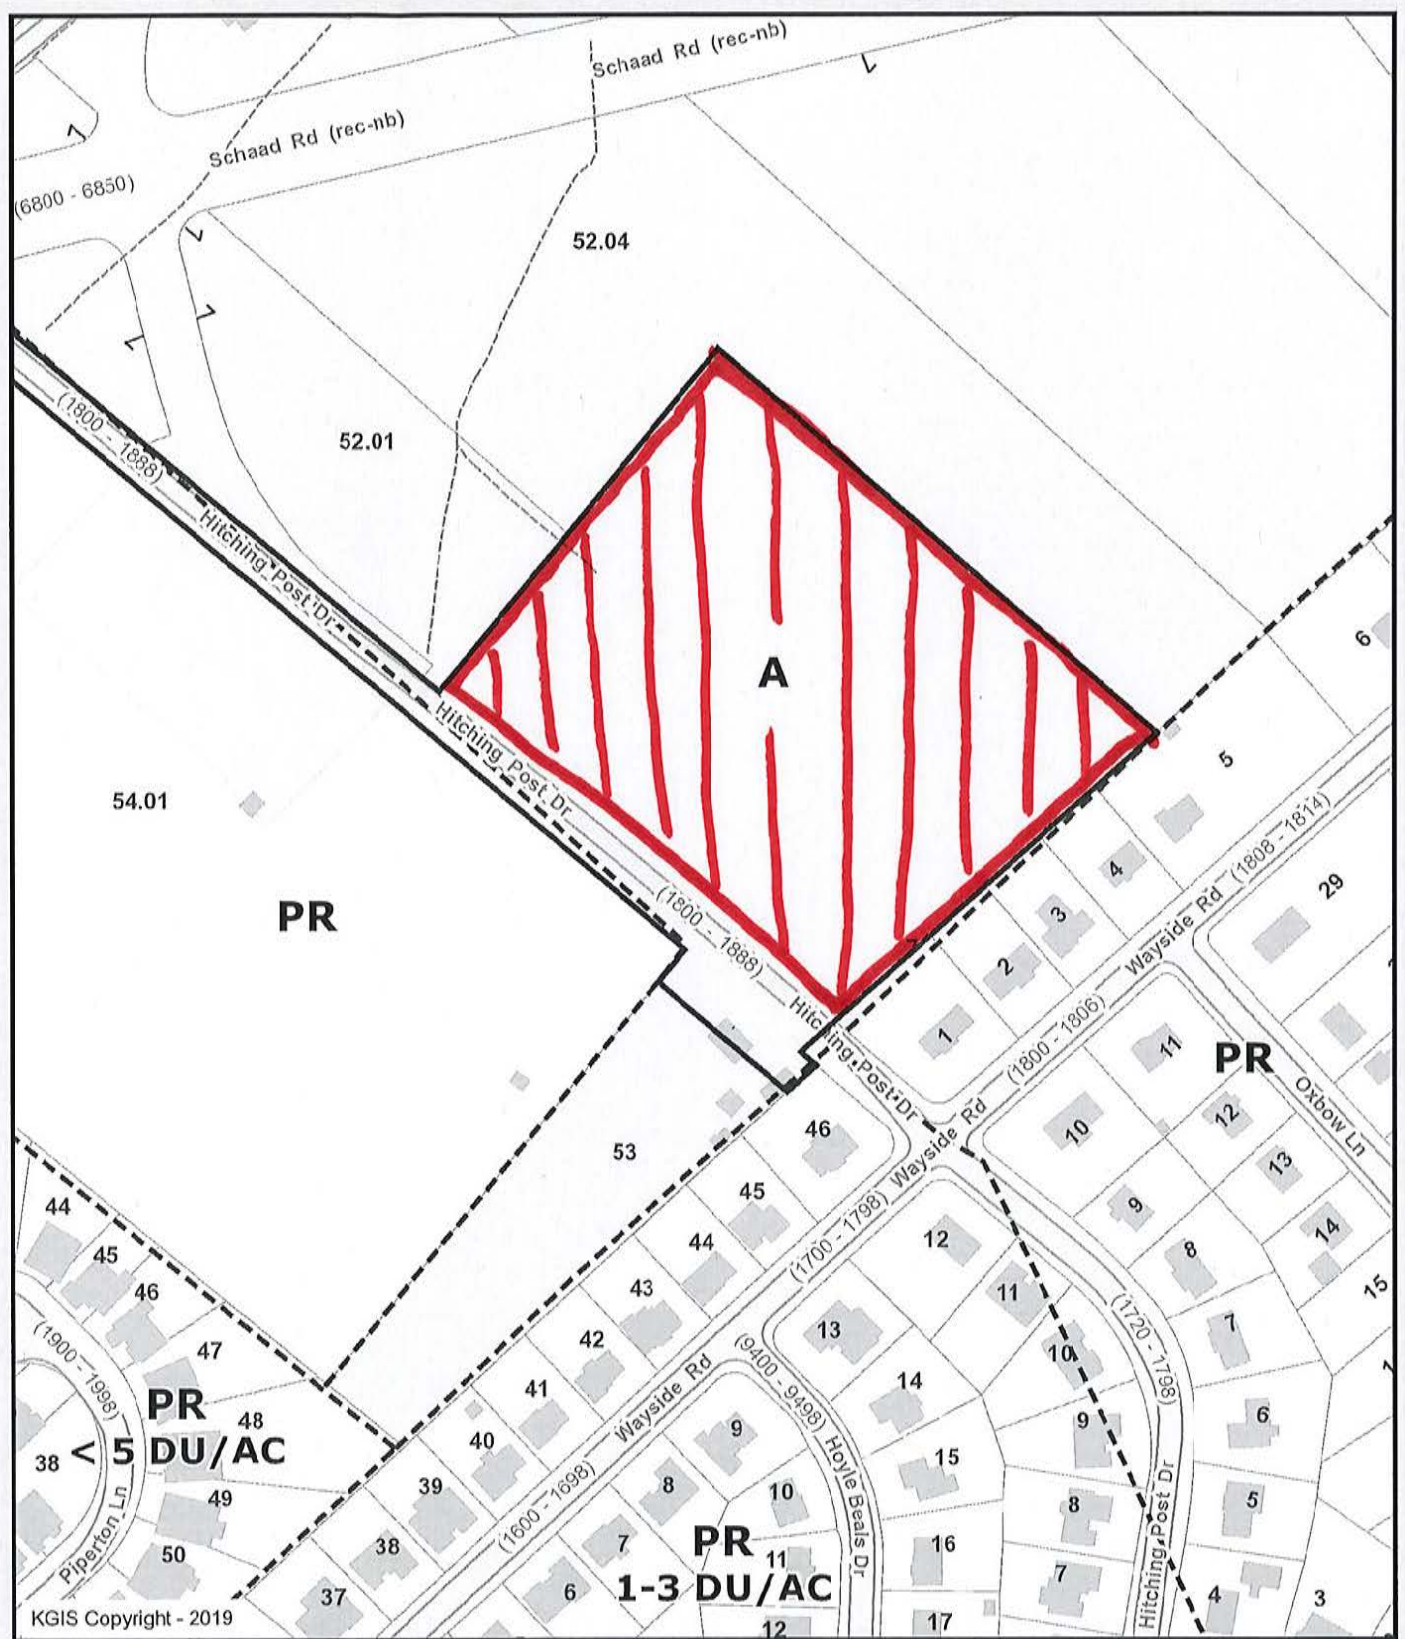 Schaad Rd (rec-nb)
Schaad Rd (rec-nb)
(6800 - 6850)
52.04
52.01
(1800 - 1888)
Hitching Post Dr
Hitching Post Dr
A
6
5
54.01
4
(1808 - 1814)
29
3
PR
(1800 - 1888)
2
Wayside Rd
Hitching Post Dr
1
(1800 - 1806)
11
PR
Oxbow Ln
12
10
46
53
Wayside Rd
13
45
(1700 - 1798)
9
14
44
44
12
8
45
43
11
15
46
(1720 - 1798)
(1900 - 1998)
42
13
7
47
10
(9400 - 9498)
Wayside Rd
14
41
PR
48
9
6
9
40
< 5 DU/AC
38
Hoyle Beals Dr
15
39
8
10
49
(1600 - 1698)
8
5
Piperton Ln
38
7
PR
16
Hitching Post Dr
50
11
1-3 DU/AC
7
6
37
4
3
KGIS Copyright - 2019
12
17